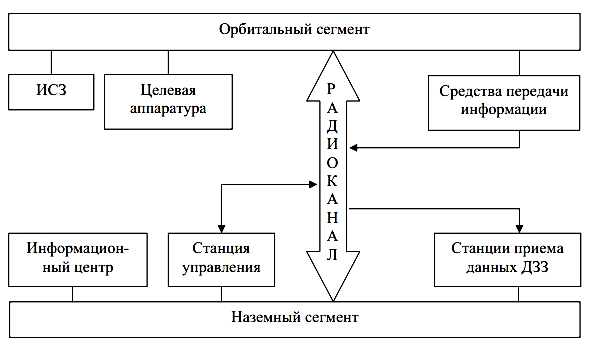 Орбитальный сегмент
ИСЗ
Целевая
аппаратура
Средства передачи
информации
РАДИОКАНАЛ
Информацион-
ный центр
Станция
управления
Станции приема
данных ДЗЗ
Наземный сегмент